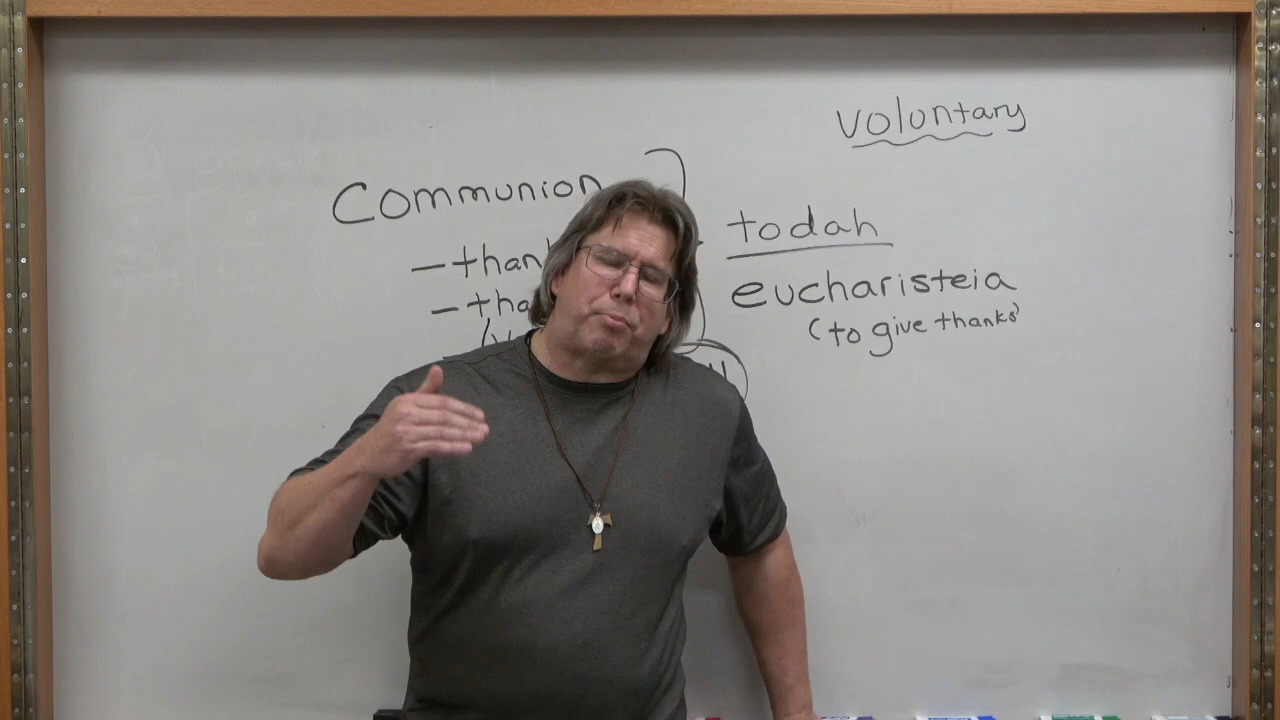 voluntary
Communion
todah
eucharisteia
(to give thanks)